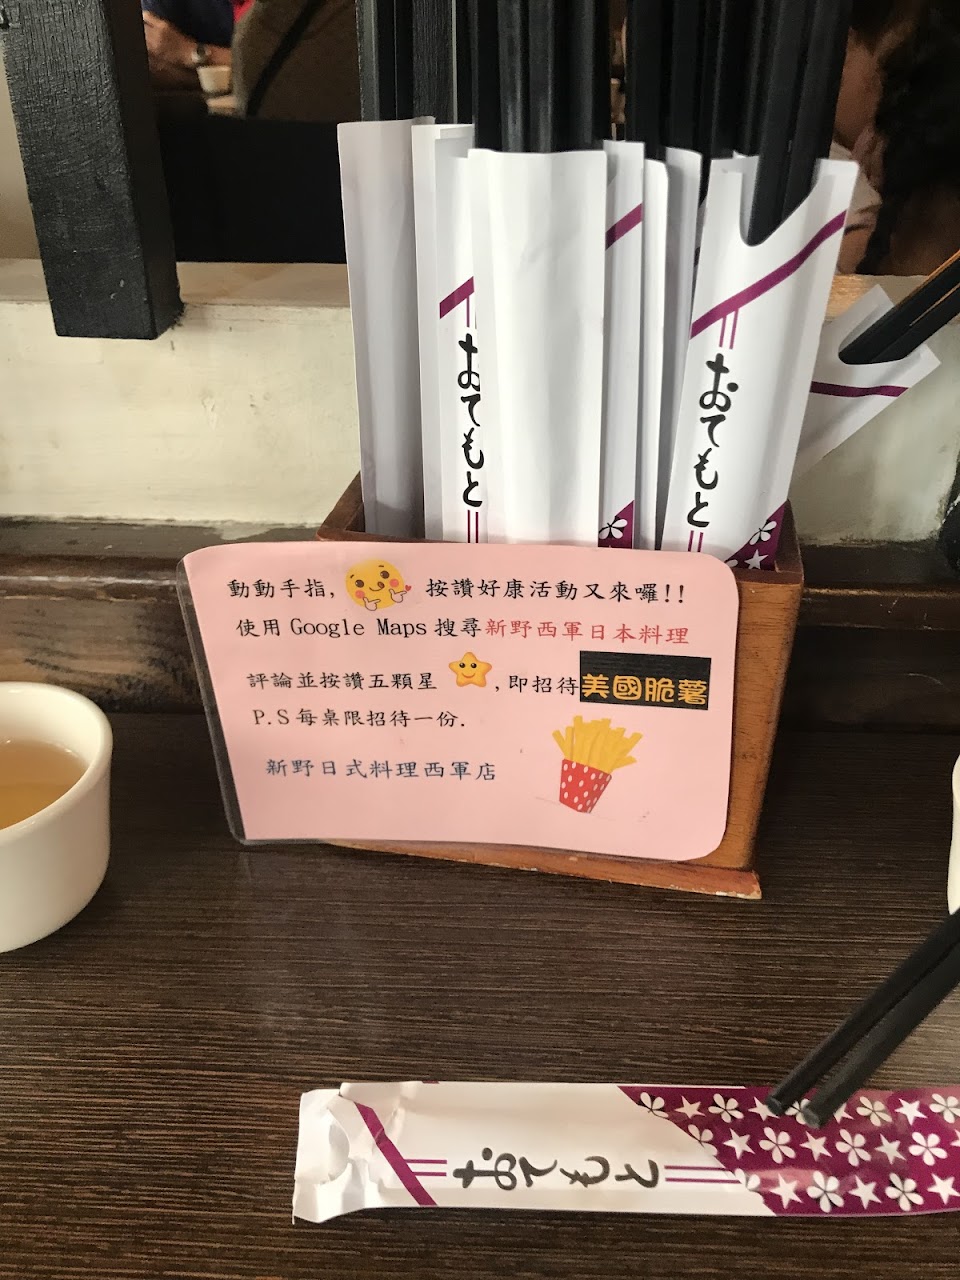 おてもと
おてもと
動動手指, 按讚好康活動又來囉!!
使用 Google Maps 搜尋新野西軍日本料理
評論並按讚五顆星 ,即招待美國脆薯
P.S 每桌限招待一份.
新野日式料理西軍店
おてもと